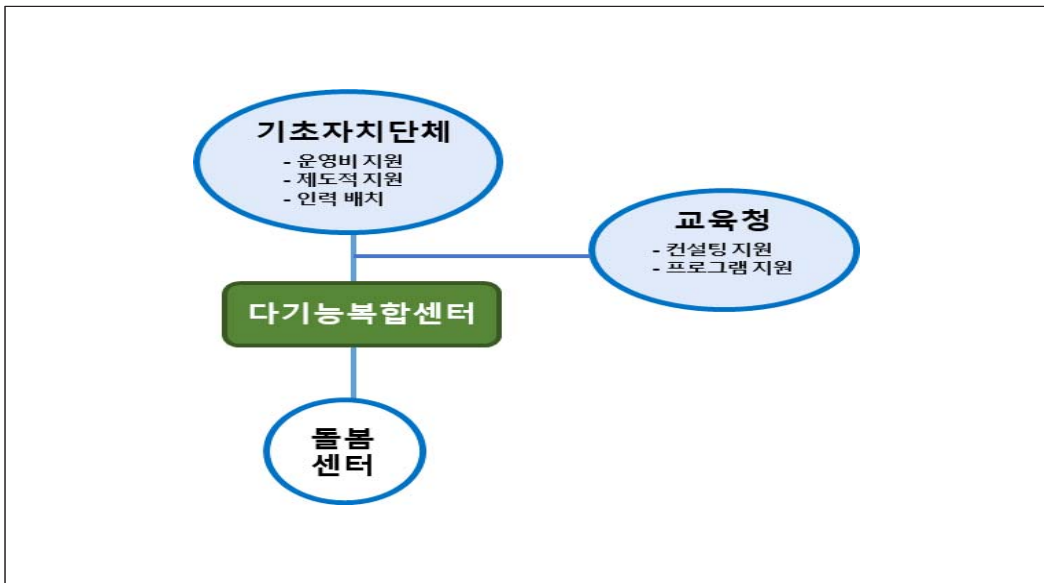 기초자치단체
- 운영비 지원
- 제도적 지원
- 인력 배치
교육청
- 컨설팅 지원
- 프로그램 지원
다기능복합센터
돌봄
센터